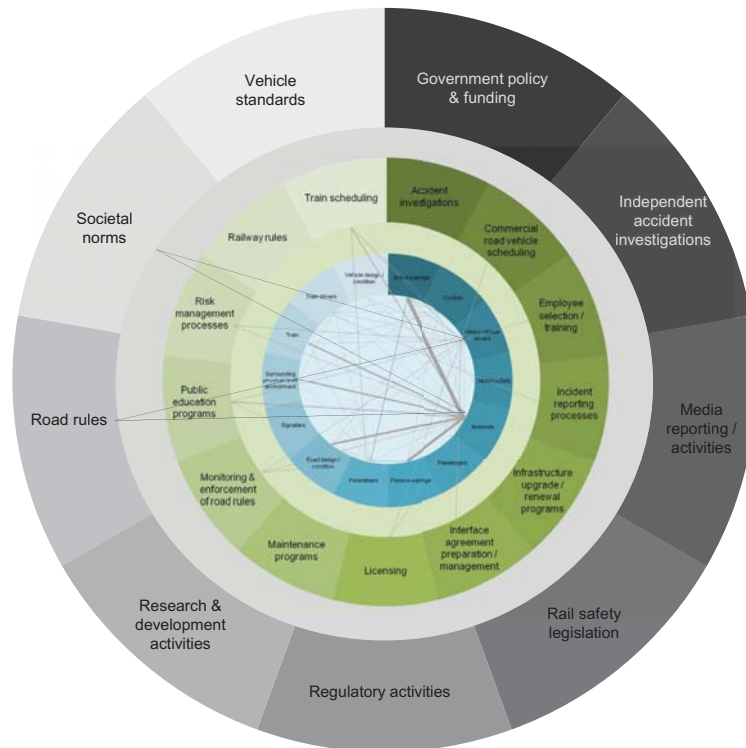 Vehicle
standards
Government policy
& funding
Independent
accident
investigations
Media
reporting /
activities
Rail safety
legislation
Regulatory activities
Research &
development
activities
Road rules
Societal
norms
Train scheduling
Accident
investigations
Commercial
road vehicle
scheduling
Employee
selection /
training
Incident
reporting
processes
Infrastructure
upgrade /
renewal
programs
Interface
agreement
preparation /
management
Licensing
Maintenance
programs
Monitoring &
enforcement
of road rules
Public
education
programs
Risk
management
processes
Railway rules
Vehicle design /
condition
Cyclists
drivers
Motorcyclists
Motorists
Passengers
Passive warnings
Pedestrians
Road design /
condition
Signallers
Surrounding
environment
Train
Train drivers